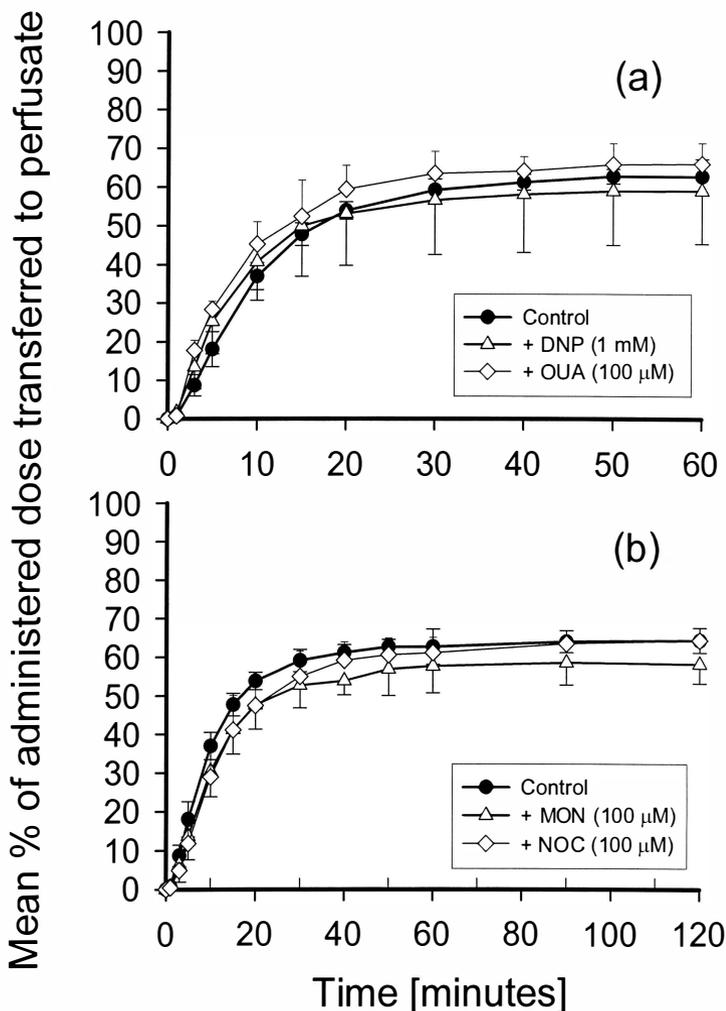 Mean % of administered dose transferred to perfusate
100
90
80
70
60
50
40
30
20
10
0
(a)
Control
+ DNP (1 mM)
+ OUA (100 μM)
0 10 20 30 40 50 60
100
90
80
70
60
50
40
30
20
10
0
(b)
Control
+ MON (100 μM)
+ NOC (100 μM)
0 20 40 60 80 100 120
Time [minutes]